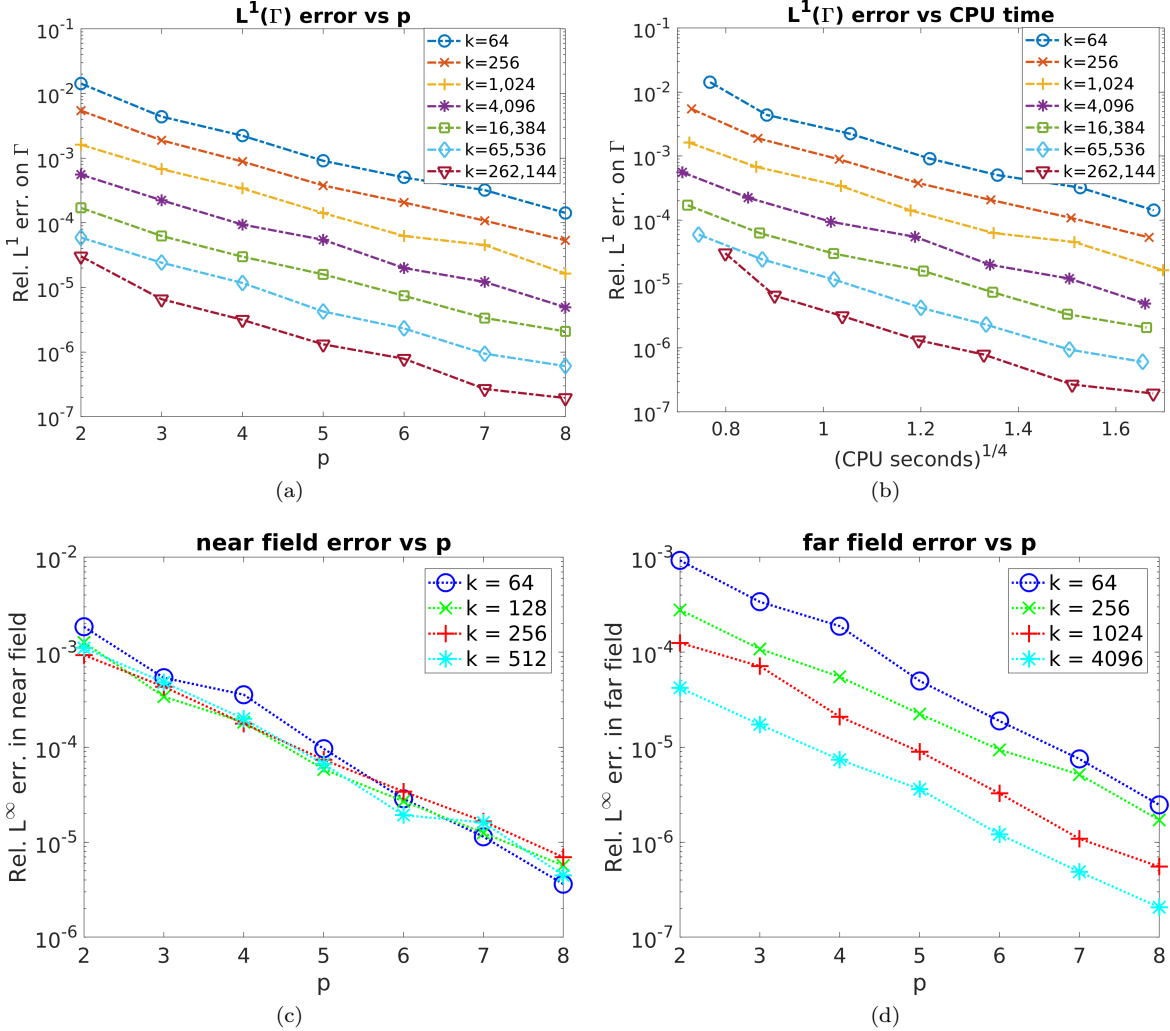 L¹(Γ) error vs p
10⁻¹
10⁻²
10⁻³
10⁻⁴
10⁻⁵
10⁻⁶
10⁻⁷
Rel. L¹ err. on Γ
k=64
k=256
k=1,024
k=4,096
k=16,384
k=65,536
k=262,144
2 3 4 5 6 7 8
p
(a)
L¹(Γ) error vs CPU time
10⁻¹
10⁻²
10⁻³
10⁻⁴
10⁻⁵
10⁻⁶
10⁻⁷
Rel. L¹ err. on Γ
k=64
k=256
k=1,024
k=4,096
k=16,384
k=65,536
k=262,144
0.8 1 1.2 1.4 1.6
(CPU seconds)¹ᐟ⁴
(b)
near field error vs p
10⁻²
10⁻³
10⁻⁴
10⁻⁵
10⁻⁶
Rel. L∞ err. in near field
k = 64
k = 128
k = 256
k = 512
2 3 4 5 6 7 8
p
(c)
far field error vs p
10⁻³
10⁻⁴
10⁻⁵
10⁻⁶
10⁻⁷
Rel. L∞ err. in far field
k = 64
k = 256
k = 1024
k = 4096
2 3 4 5 6 7 8
p
(d)